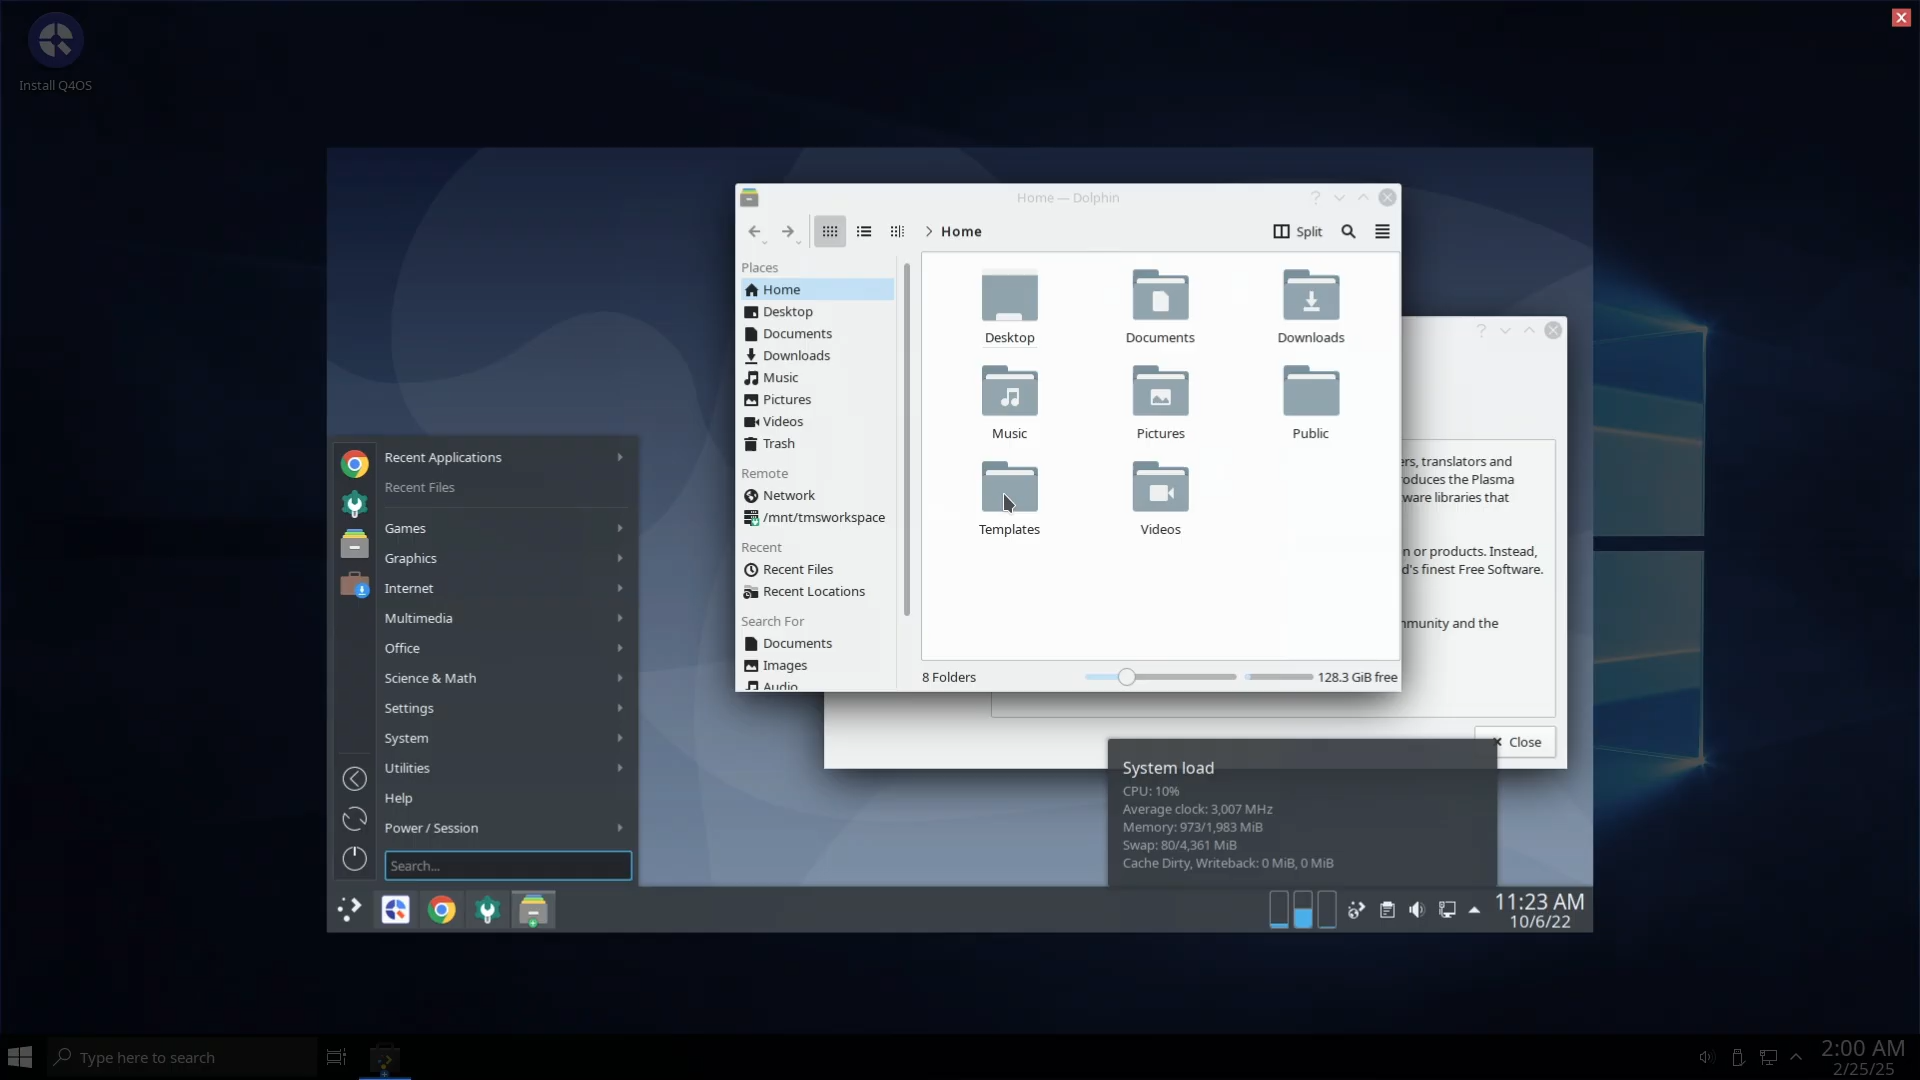 Install Q4OS
Home — Dolphin
Home
Split
Places
Home
Desktop
Documents
Downloads
Music
Pictures
Videos
Trash
Remote
Network
/mnt/tmsworkspace
Recent
Recent Files
Recent Locations
Search For
Documents
Images
Audio
Desktop
Documents
Downloads
Music
Pictures
Public
Templates
Videos
8 Folders
128.3 GiB free
translators and
the Plasma
libraries that
n or products. Instead,
finest Free Software.
and the
Close
Recent Applications
Recent Files
Games
Graphics
Internet
Multimedia
Office
Science & Math
Settings
System
Utilities
Help
Power / Session
Search...
System load
CPU: 10%
Average clock: 3,007 MHz
Memory: 973/1,983 MiB
Swap: 80/4,361 MiB
Cache Dirty, Writeback: 0 MiB, 0 MiB
11:23 AM
10/6/22
Type here to search
2:00 AM
2/25/25